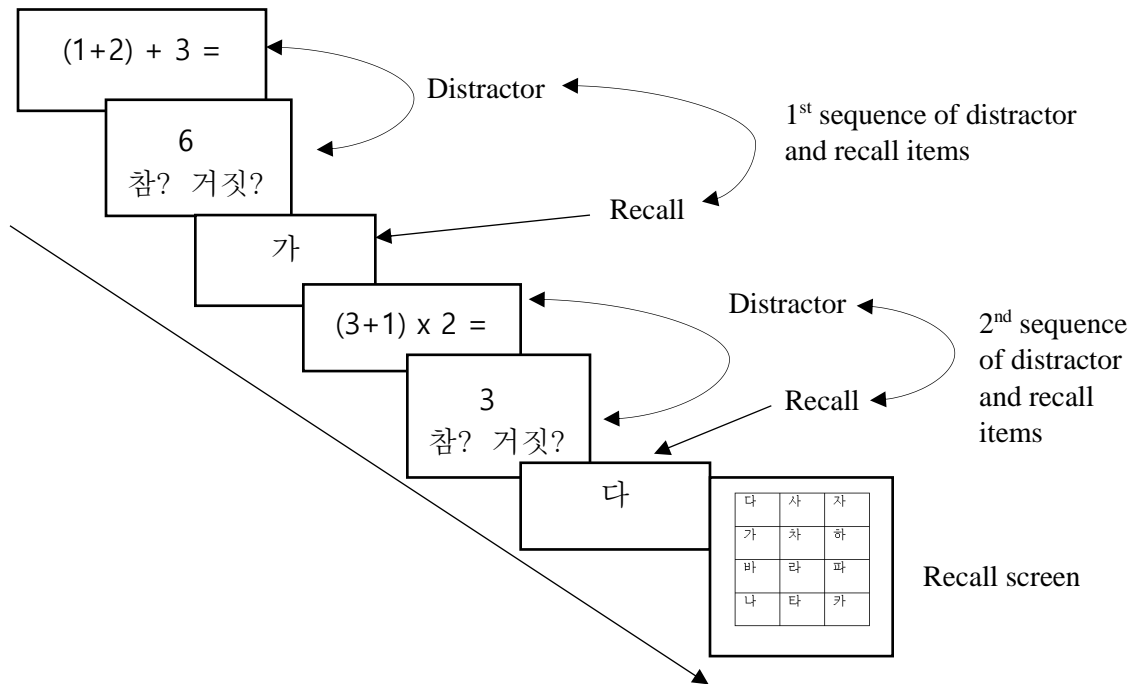 (1+2) + 3 =
Distractor
1st sequence of distractor
and recall items
6
참? 거짓?
Recall
가
(3+1) x 2 =
Distractor
2nd sequence
of distractor
and recall
items
3
참? 거짓?
Recall
다
다 사 자
가 차 하
바 라 파
나 타 카
Recall screen